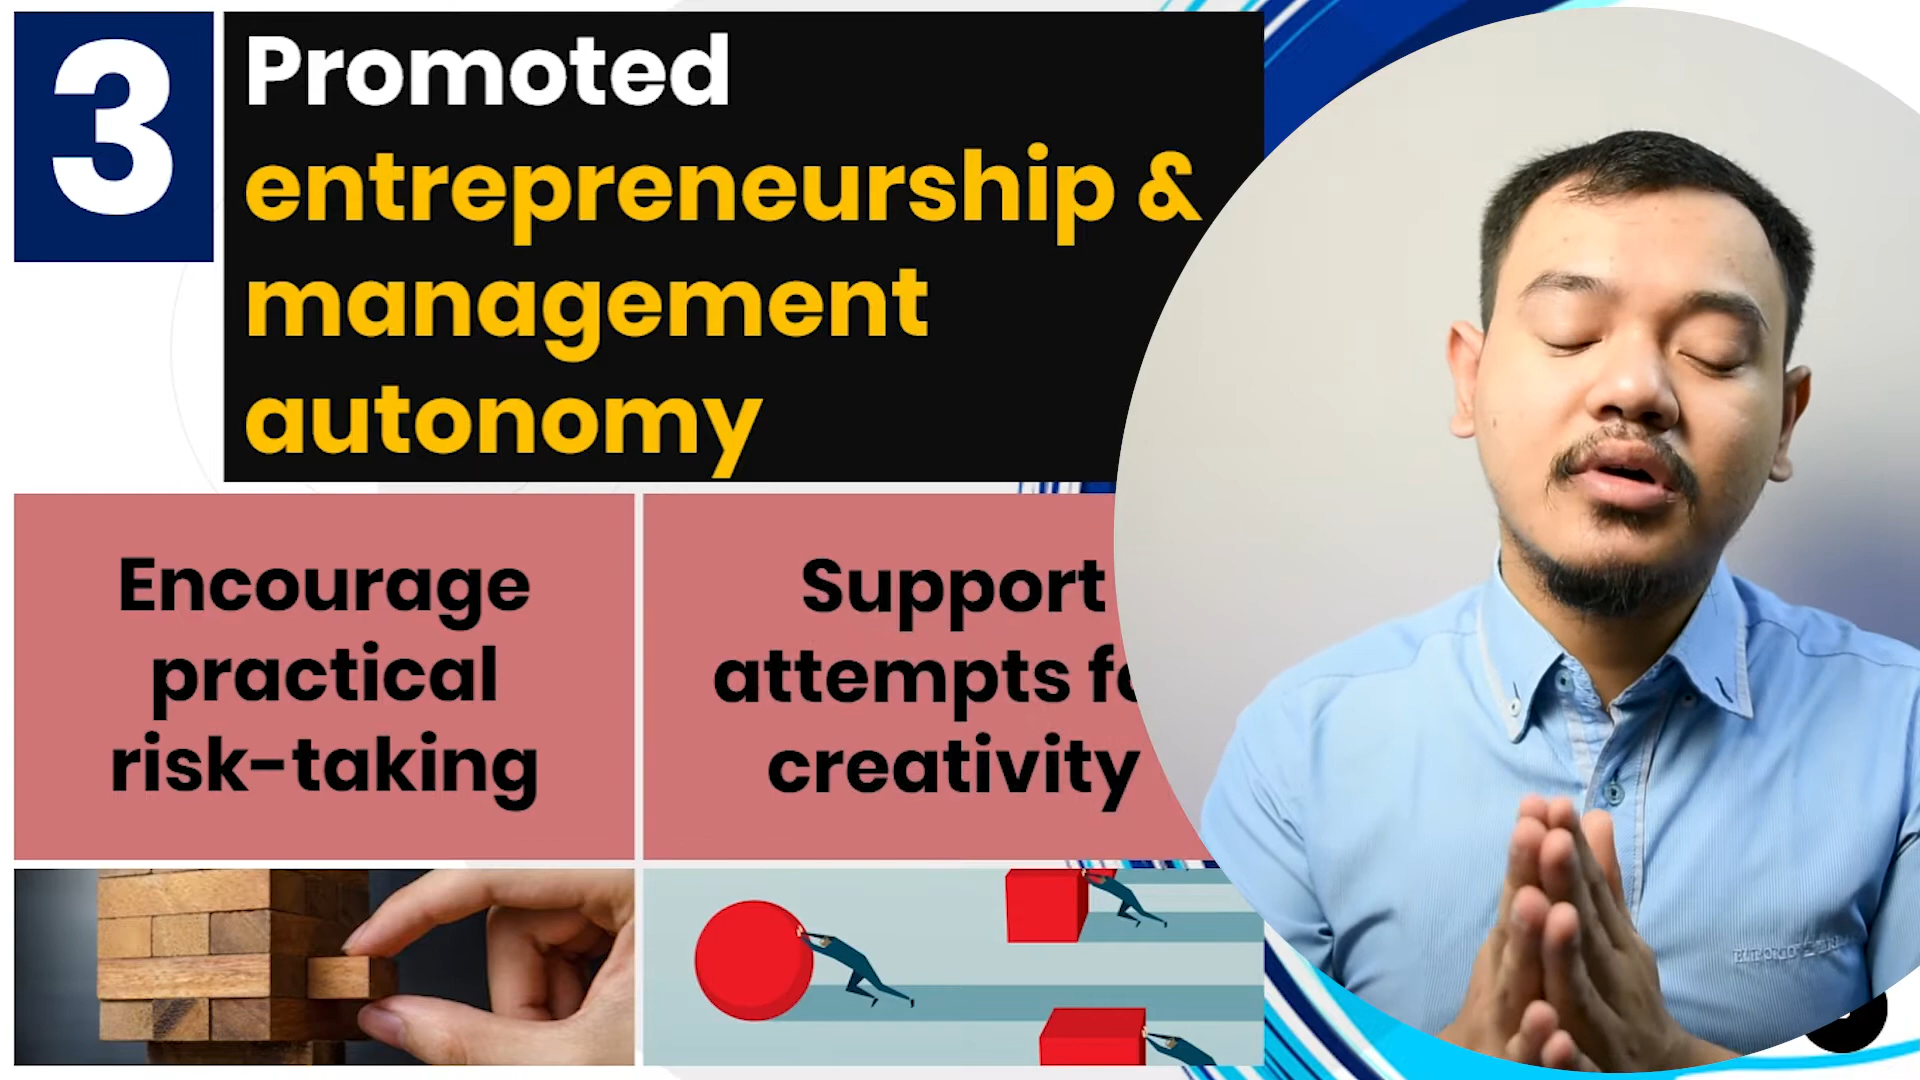 3
Promoted
entrepreneurship &
management
autonomy
Encourage
practical
risk-taking
Support
attempts
creativity